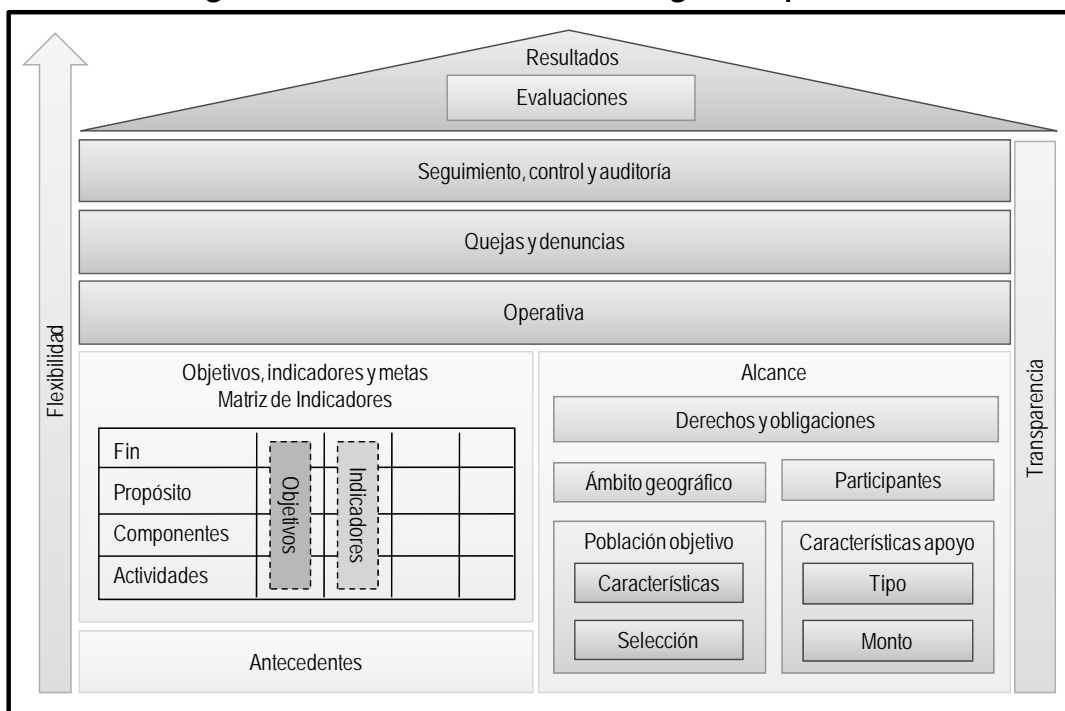 Resultados
Evaluaciones
Seguimiento, control y auditoría
Quejas y denuncias
Operativa
Flexibilidad
Objetivos, indicadores y metas
Matriz de Indicadores
Fin
Propósito
Componentes
Actividades
Objetivos
Indicadores
Antecedentes
Alcance
Derechos y obligaciones
Ámbito geográfico
Participantes
Población objetivo
Características
Selección
Características apoyo
Tipo
Monto
Transparencia